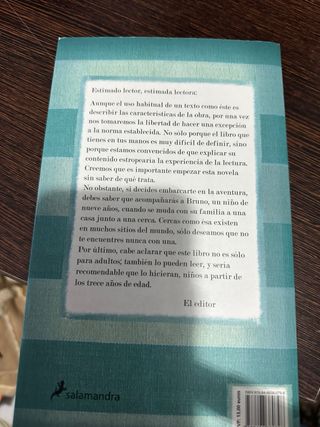 Estimado lector, estimada lectora:
Aunque el uso habitual de un texto como éste es
describir las características de la obra, por una vez
nos tomaremos la libertad de hacer una excepción
a la norma establecida. No sólo porque el libro que
tienes en tus manos es muy difícil de definir, sino
porque estamos convencidos de que explicar su
contenido estropearía la experiencia de la lectura.
Creemos que es importante empezar esta novela
sin saber de qué trata.
No obstante, si decides embarcarte en la aventura,
debes saber que acompañarás a Bruno, un niño de
nueve años, cuando se muda con su familia a una
casa junto a una cerca. Cercas como ésa existen
en muchos sitios del mundo, sólo deseamos que no
te encuentres nunca con una.
Por último, cabe aclarar que este libro no es sólo
para adultos; también lo pueden leer, y sería
recomendable que lo hicieran, niños a partir de
los trece años de edad.
El editor
salamandra